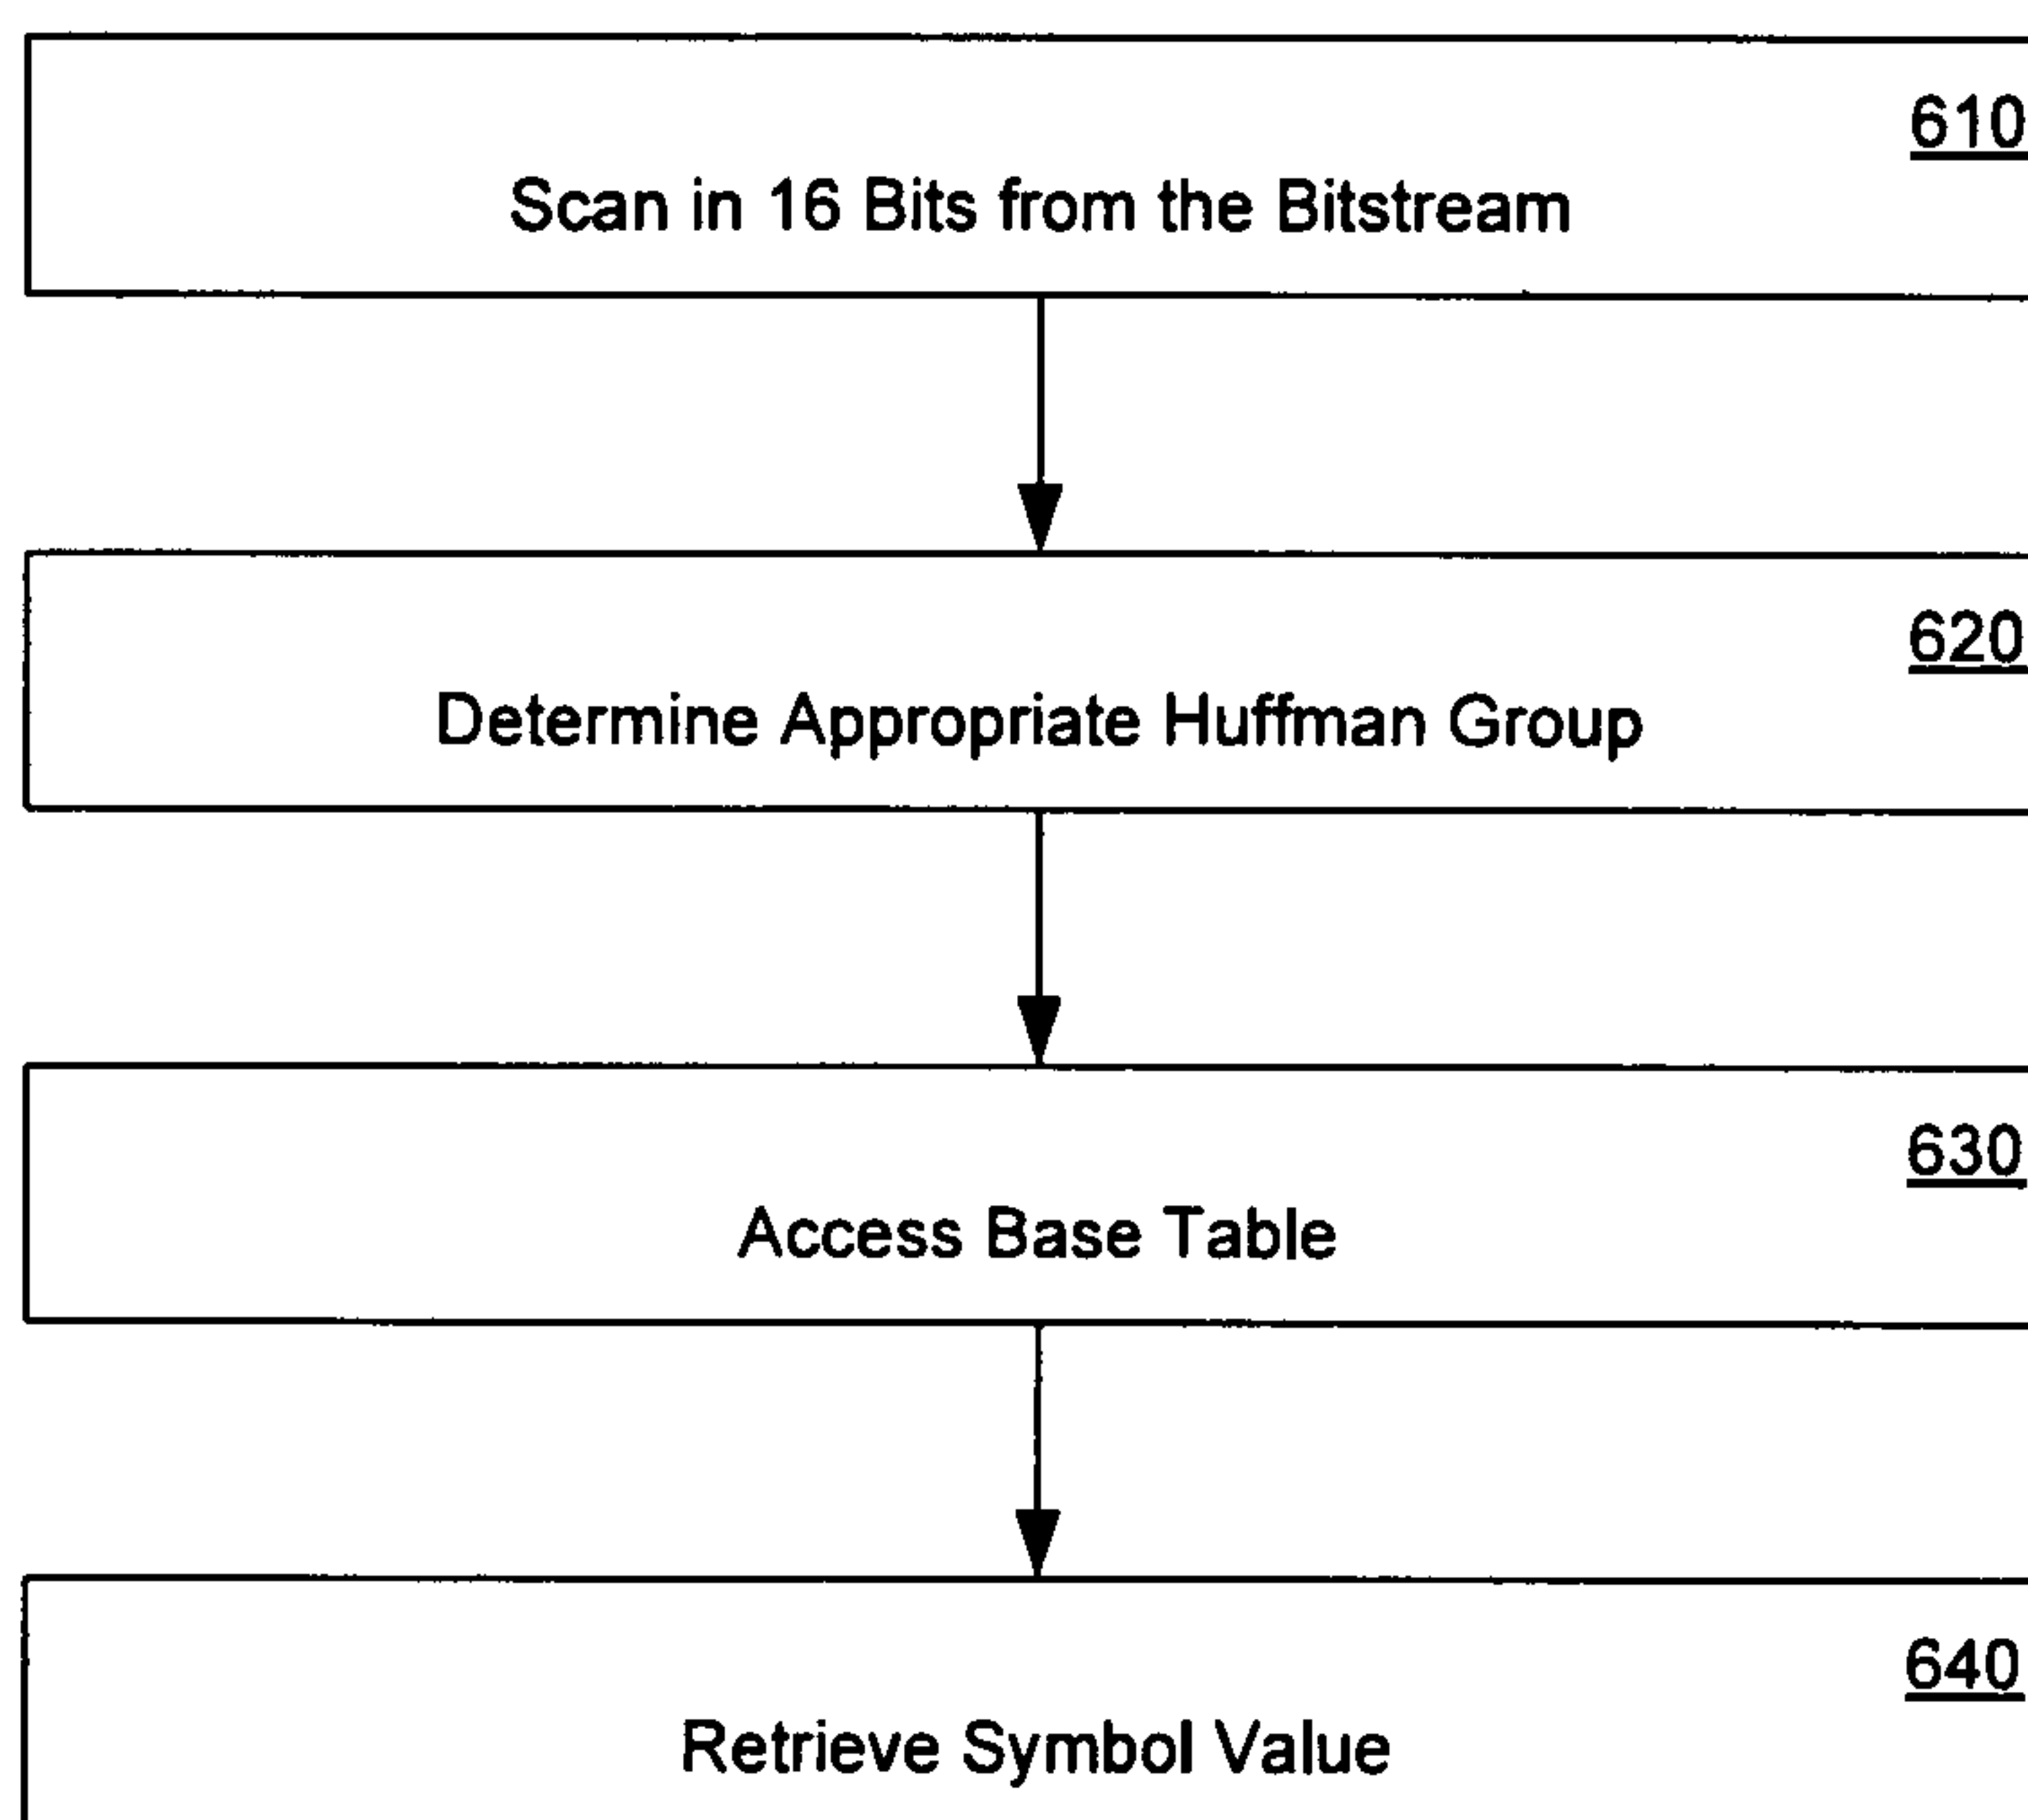 610
Scan in 16 Bits from the Bitstream
620
Determine Appropriate Huffman Group
630
Access Base Table
640
Retrieve Symbol Value